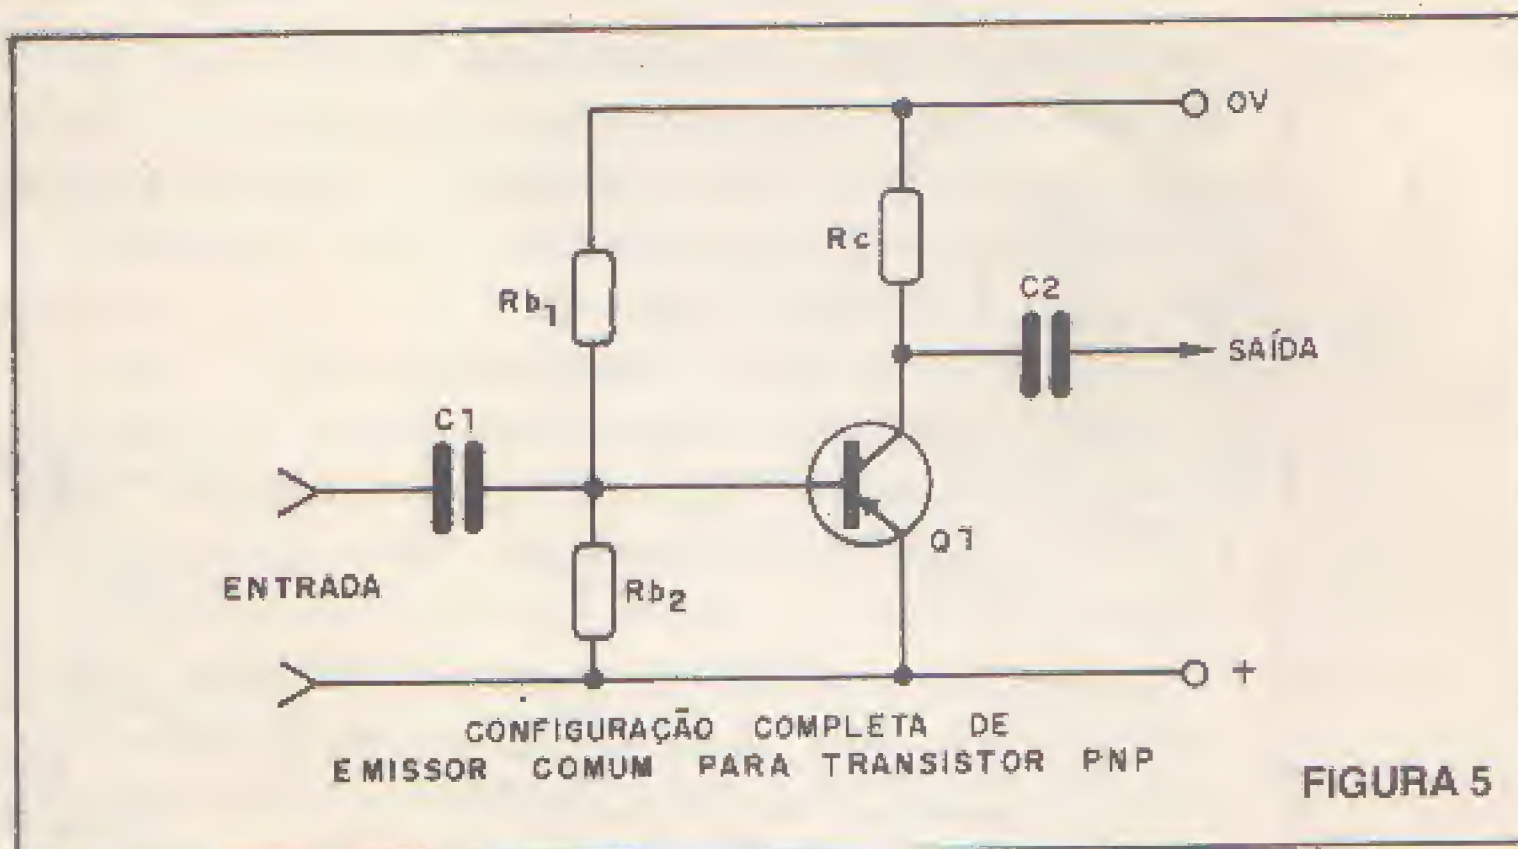 0V
Rc
Rb1
C2
SAÍDA
C1
Q1
ENTRADA
Rb2
+
CONFIGURAÇÃO COMPLETA DE
EMISSOR COMUM PARA TRANSISTOR PNP
FIGURA 5